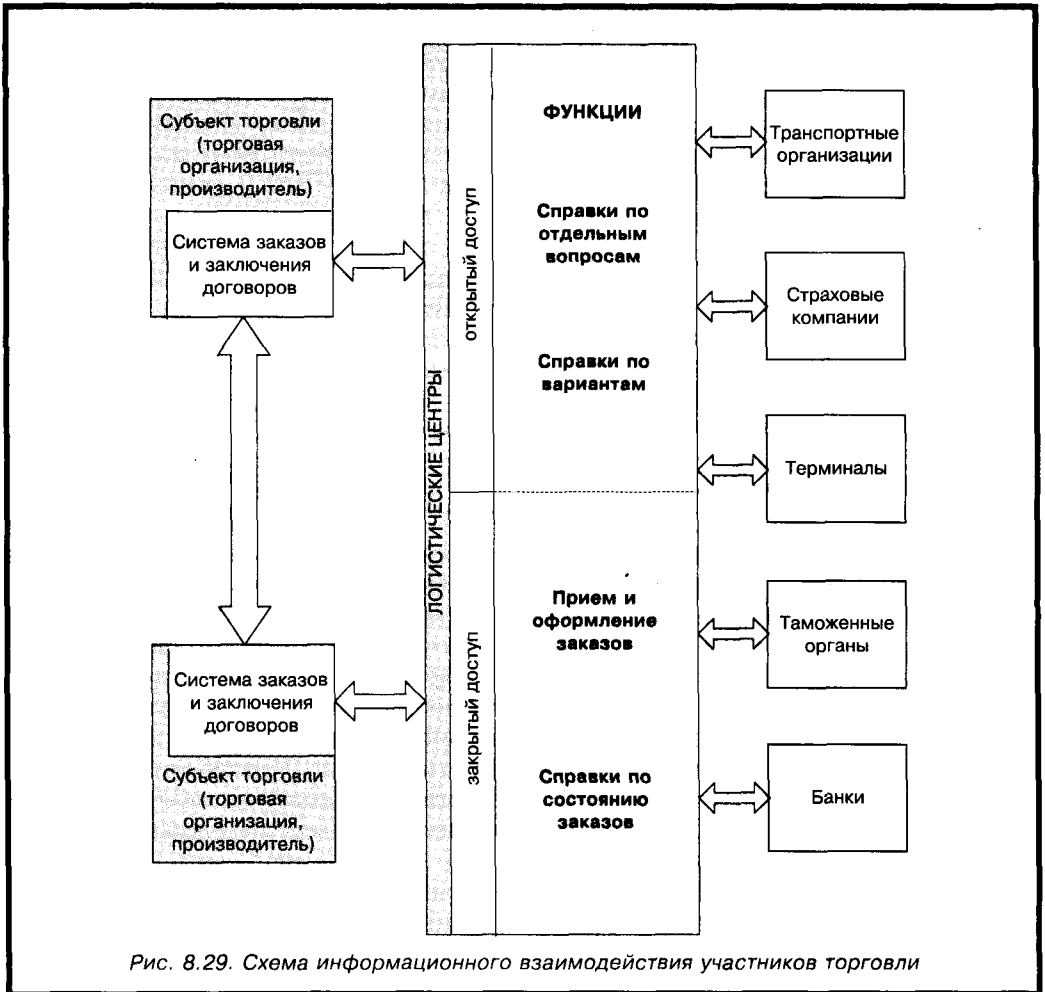 Субъект торговли
(торговая
организация,
производитель)
Система заказов
и заключения
договоров
Система заказов
и заключения
договоров
Субъект торговли
(торговая
организация,
производитель)
ЛОГИСТИЧЕСКИЕ ЦЕНТРЫ
открытый доступ
закрытый доступ
ФУНКЦИИ
Справки по
отдельным
вопросам
Справки по
вариантам
Прием и
оформление
заказов
Справки по
состоянию
заказов
Транспортные
организации
Страховые
компании
Терминалы
Таможенные
органы
Банки
Рис. 8.29. Схема информационного взаимодействия участников торговли